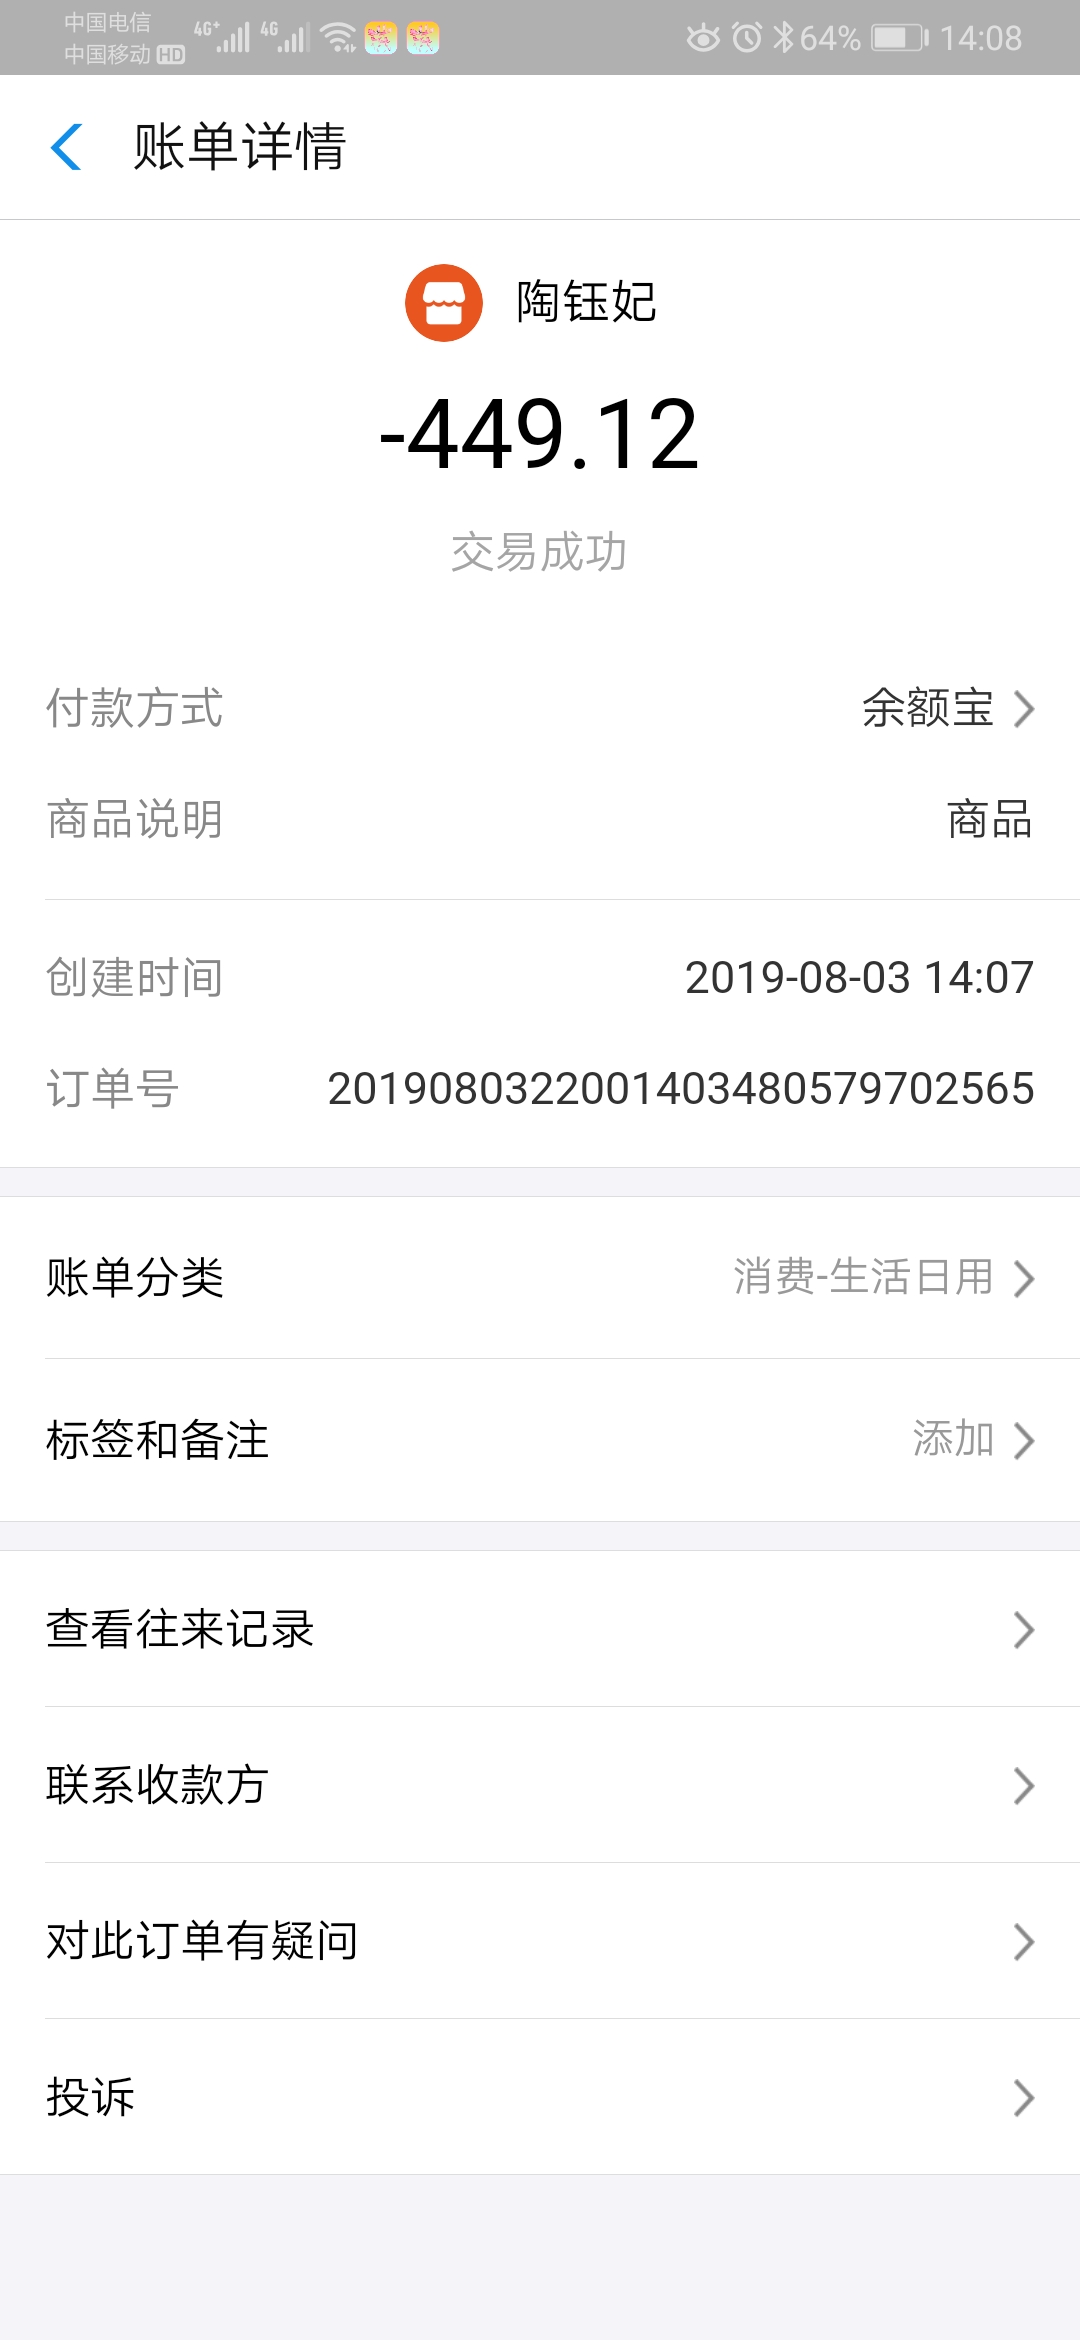 中国电信
中国移动 HD 4G+ 4G 64% 14:08
账单详情
陶钰妃
-449.12
交易成功
付款方式 余额宝
商品说明 商品
创建时间 2019-08-03 14:07
订单号 2019080322001403480579702565
账单分类 消费-生活日用
标签和备注 添加
查看往来记录
联系收款方
对此订单有疑问
投诉